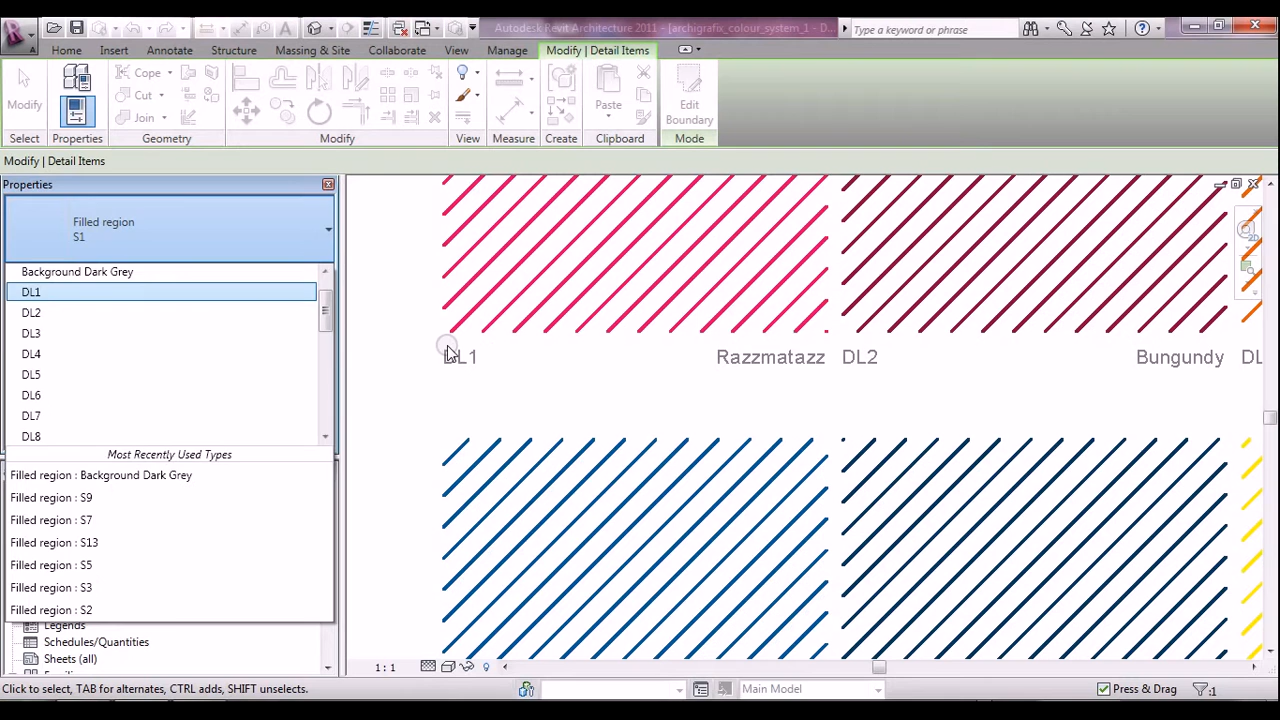 Autodesk Revit Architecture 2011 - [archigrafix_colour_system_1 - D...
Type a keyword or phrase
Home Insert Annotate Structure Massing & Site Collaborate View Manage Modify | Detail Items
Modify
Cope
Cut
Join
Paste
Edit
Boundary
Select Properties Geometry Modify View Measure Create Clipboard Mode
Modify | Detail Items
Properties
Filled region
S1
Background Dark Grey
DL1
DL2
DL3
DL4
DL5
DL6
DL7
DL8
Most Recently Used Types
Filled region : Background Dark Grey
Filled region : S9
Filled region : S7
Filled region : S13
Filled region : S5
Filled region : S3
Filled region : S2
Legends
Schedules/Quantities
Sheets (all)
DL1 Razzmatazz DL2 Bungundy DL
2D
1 : 1
Click to select, TAB for alternates, CTRL adds, SHIFT unselects.
Main Model
Press & Drag
:1